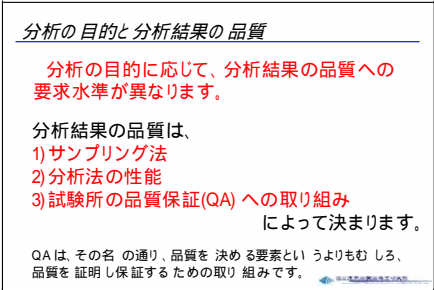 分析の目的と分析結果の品質
分析の目的に応じて、分析結果の品質への
要求水準が異なります。
分析結果の品質は、
1)サンプリング法
2)分析法の性能
3)試験所の品質保証(QA) への取り組み
によって決まります。
QAは、その名の通り、品質を決める要素というよりもむしろ、
品質を証明し保証するための取り組みです。